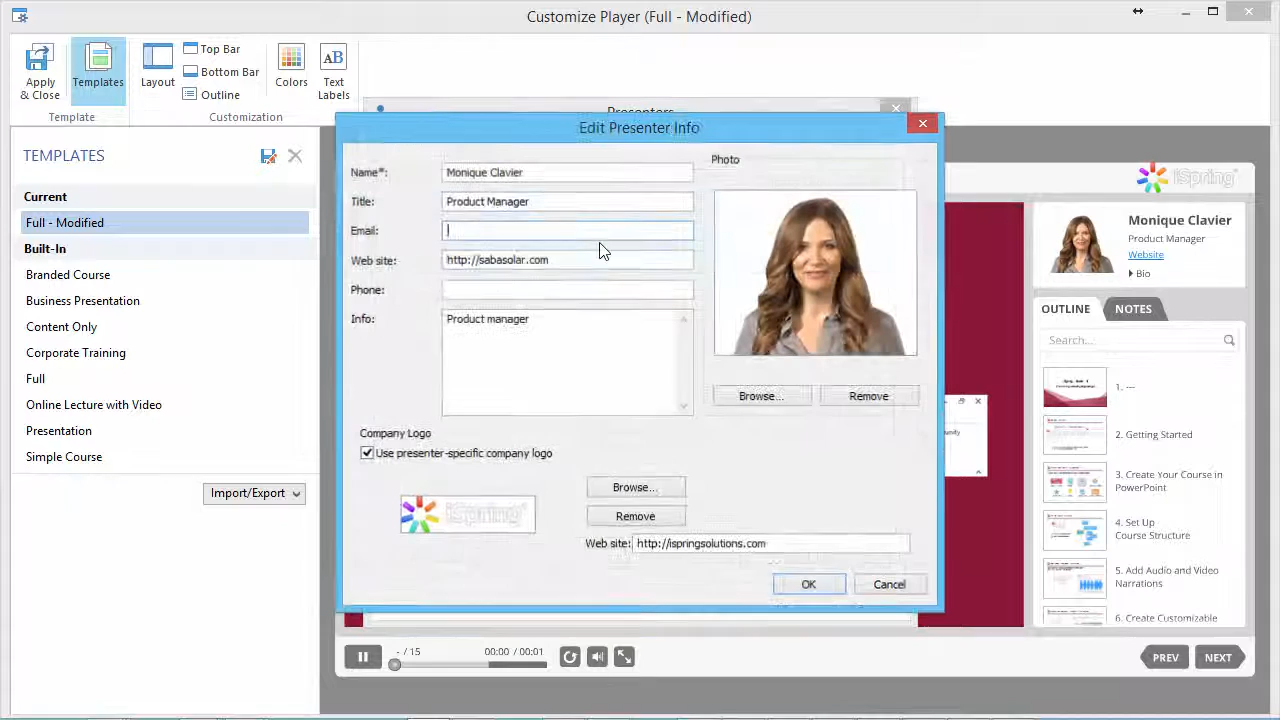 Customize Player (Full - Modified)
Apply & Close
Templates
Layout
Top Bar
Bottom Bar
Outline
Colors
Text Labels
Template
Customization
TEMPLATES
Current
Full - Modified
Built-In
Branded Course
Business Presentation
Content Only
Corporate Training
Full
Online Lecture with Video
Presentation
Simple Course
Import/Export
Presenters
Edit Presenter Info
Name*: Monique Clavier
Title: Product Manager
Email:
Web site: http://sabasolar.com
Phone:
Info: Product manager
Photo
Browse... Remove
Company Logo
Use presenter-specific company logo
iSpring
Browse...
Remove
Web site: http://ispringsolutions.com
OK Cancel
iSpring
Monique Clavier
Product Manager
Website
Bio
OUTLINE NOTES
Search...
1. ---
2. Getting Started
3. Create Your Course in
PowerPoint
4. Set Up
Course Structure
5. Add Audio and Video
Narrations
6. Create Customizable
- / 15 00:00 / 00:01
PREV NEXT